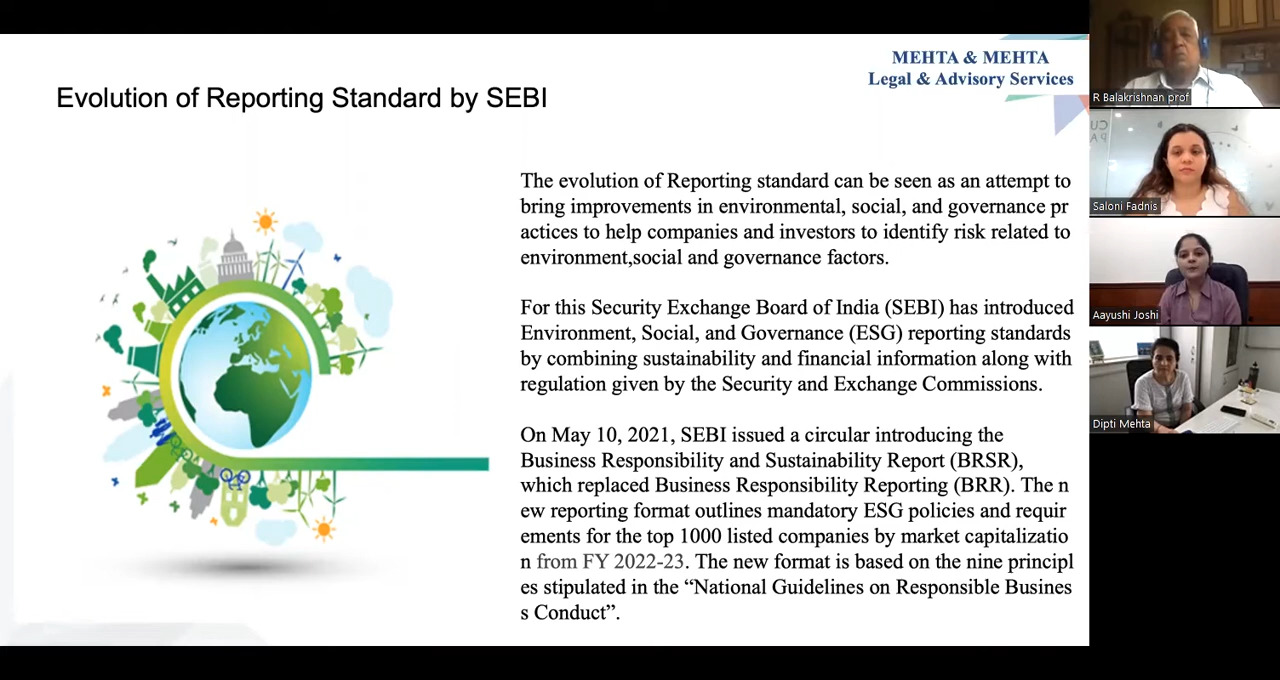 MEHTA & MEHTA
Legal & Advisory Services
Evolution of Reporting Standard by SEBI
The evolution of Reporting standard can be seen as an attempt to
bring improvements in environmental, social, and governance pr
actices to help companies and investors to identify risk related to
environment,social and governance factors.
For this Security Exchange Board of India (SEBI) has introduced
Environment, Social, and Governance (ESG) reporting standards
by combining sustainability and financial information along with
regulation given by the Security and Exchange Commissions.
On May 10, 2021, SEBI issued a circular introducing the
Business Responsibility and Sustainability Report (BRSR),
which replaced Business Responsibility Reporting (BRR). The n
ew reporting format outlines mandatory ESG policies and requir
ements for the top 1000 listed companies by market capitalizatio
n from FY 2022-23. The new format is based on the nine principl
es stipulated in the “National Guidelines on Responsible Busines
s Conduct”.
R Balakrishnan prof
Saloni Fadnis
Aayushi Joshi
Dipti Mehta